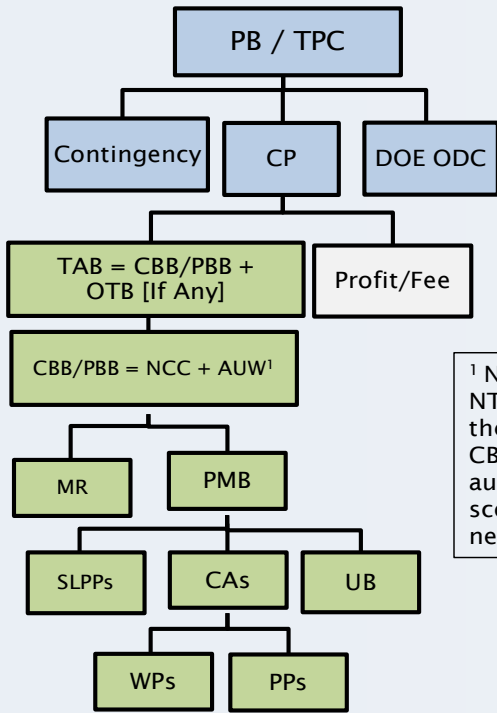 PB / TPC
Contingency
CP
DOE ODC
TAB = CBB/PBB +
OTB [If Any]
Profit/Fee
CBB/PBB = NCC + AUW¹
MR
PMB
SLPPs
CAs
UB
WPs
PPs
¹ N
NT
the
CB
au
sco
ne